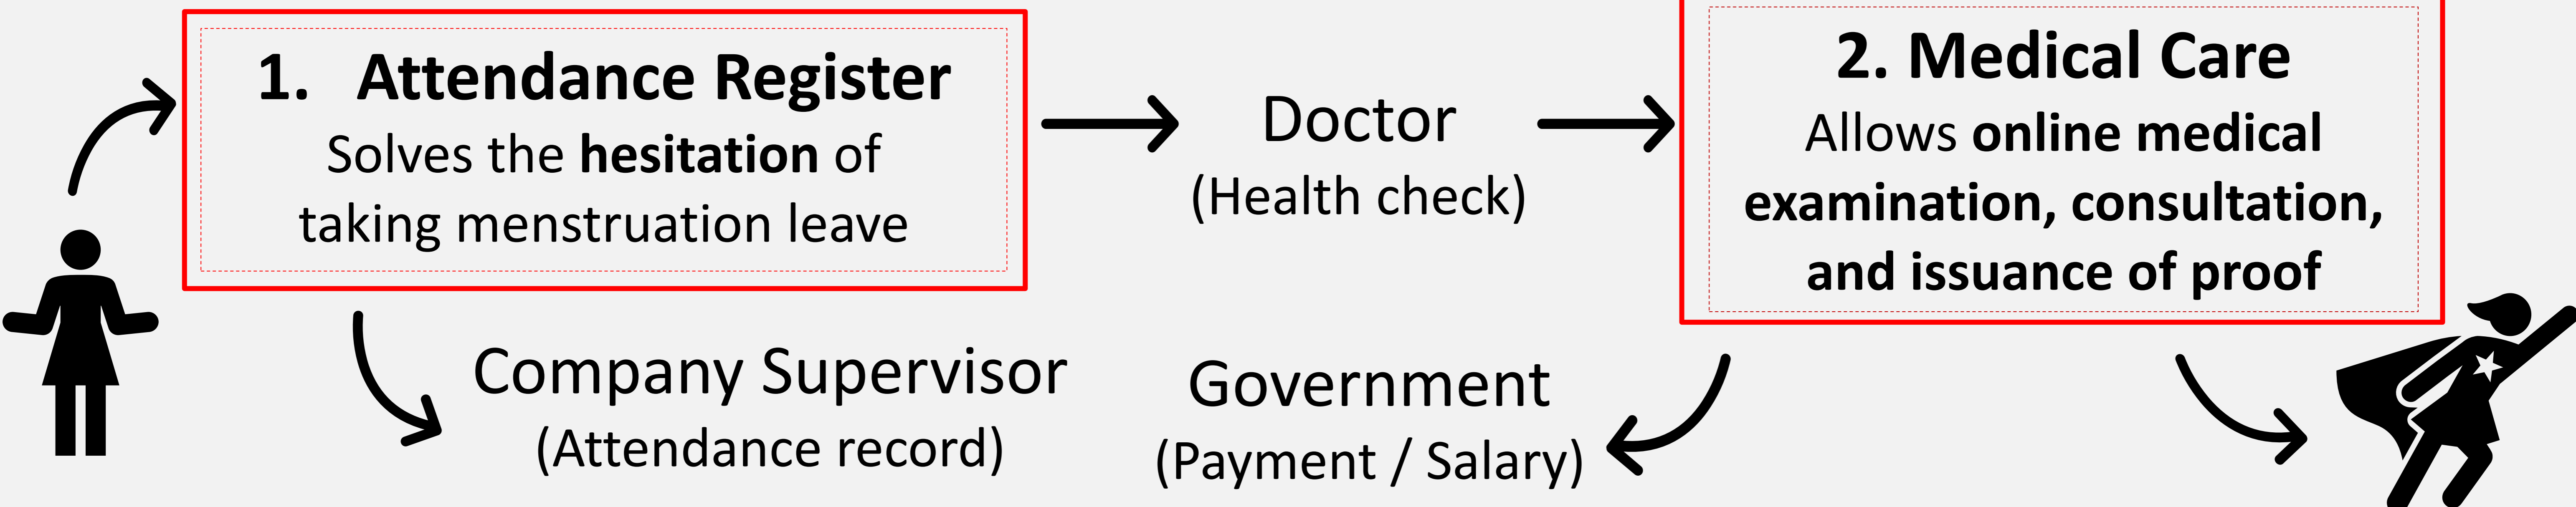 1. Attendance Register
Solves the hesitation of
taking menstruation leave
Doctor
(Health check)
2. Medical Care
Allows online medical
examination, consultation,
and issuance of proof
Company Supervisor
(Attendance record)
Government
(Payment / Salary)